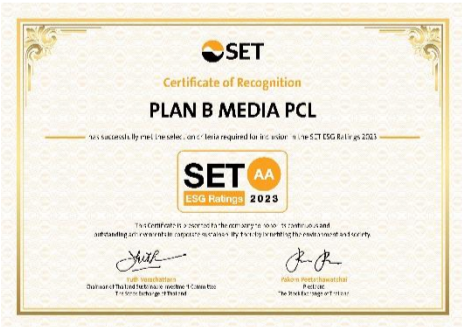 SET
Certificate of Recognition
PLAN B MEDIA PCL
has successfully met the selection criteria required for inclusion in the SET ESG Ratings 2023
SET AA
ESG Ratings 2023
This Certificate is presented to the company to honor its continuous and
outstanding achievements in corporate sustainability, thereby benefiting the environment and society
Chairman of Thailand Sustainable Investment Committee
The Stock Exchange of Thailand
Pakorn Peetathawatchai
President
The Stock Exchange of Thailand